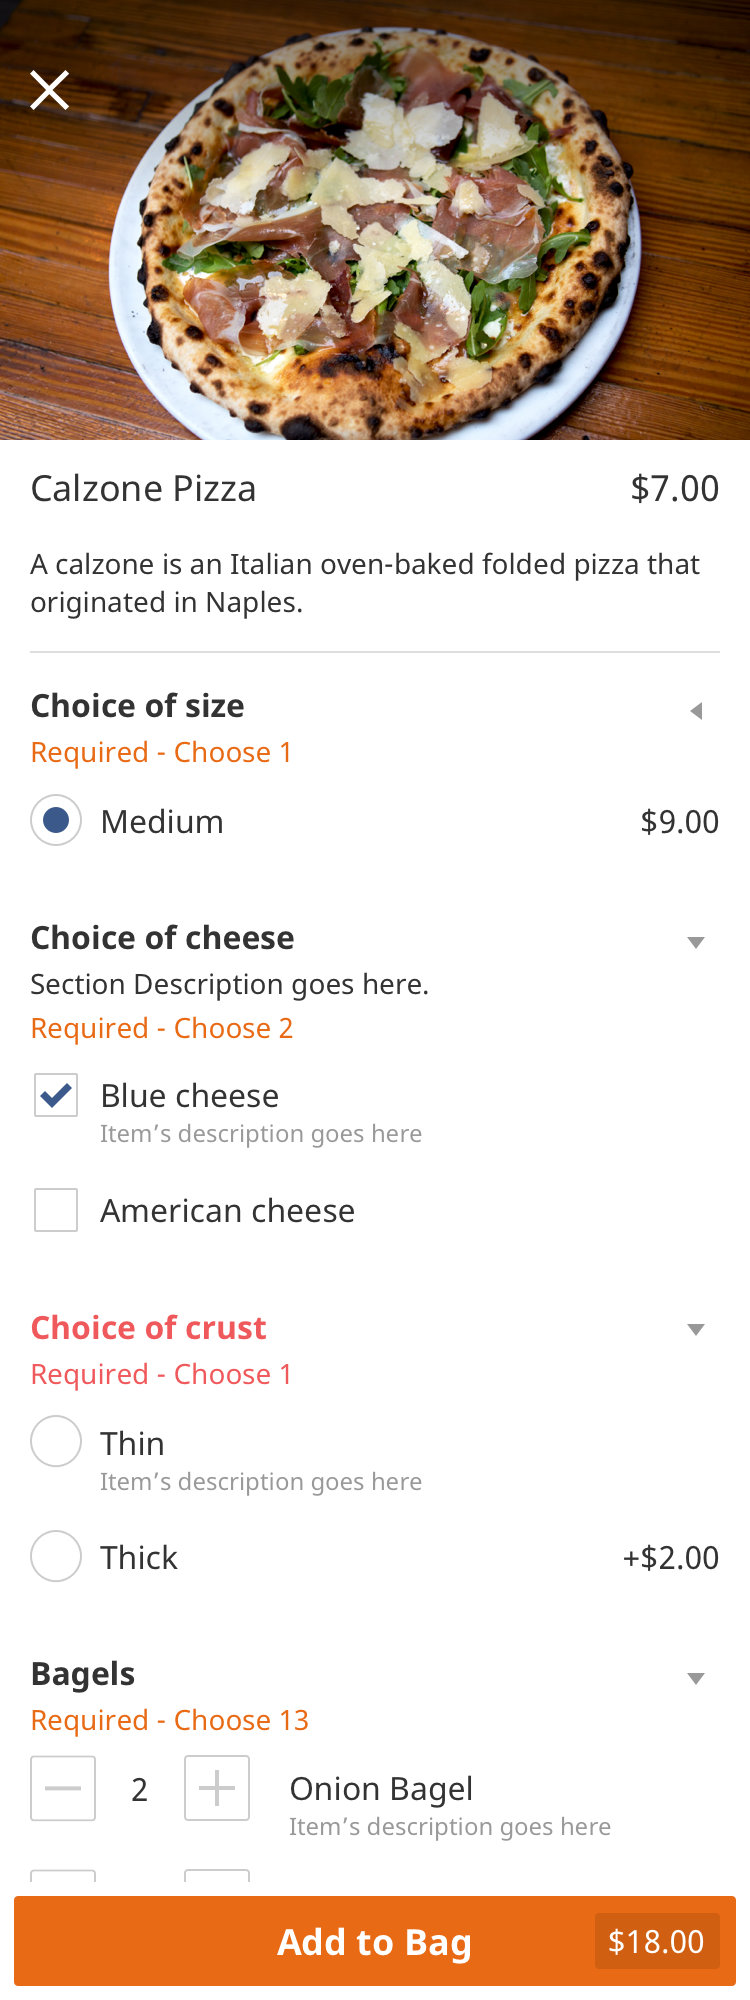 Calzone Pizza $7.00
A calzone is an Italian oven-baked folded pizza that
originated in Naples.
Choice of size
Required - Choose 1
Medium $9.00
Choice of cheese
Section Description goes here.
Required - Choose 2
Blue cheese
Item’s description goes here
American cheese
Choice of crust
Required - Choose 1
Thin
Item’s description goes here
Thick +$2.00
Bagels
Required - Choose 13
2 Onion Bagel
Item’s description goes here
Add to Bag $18.00